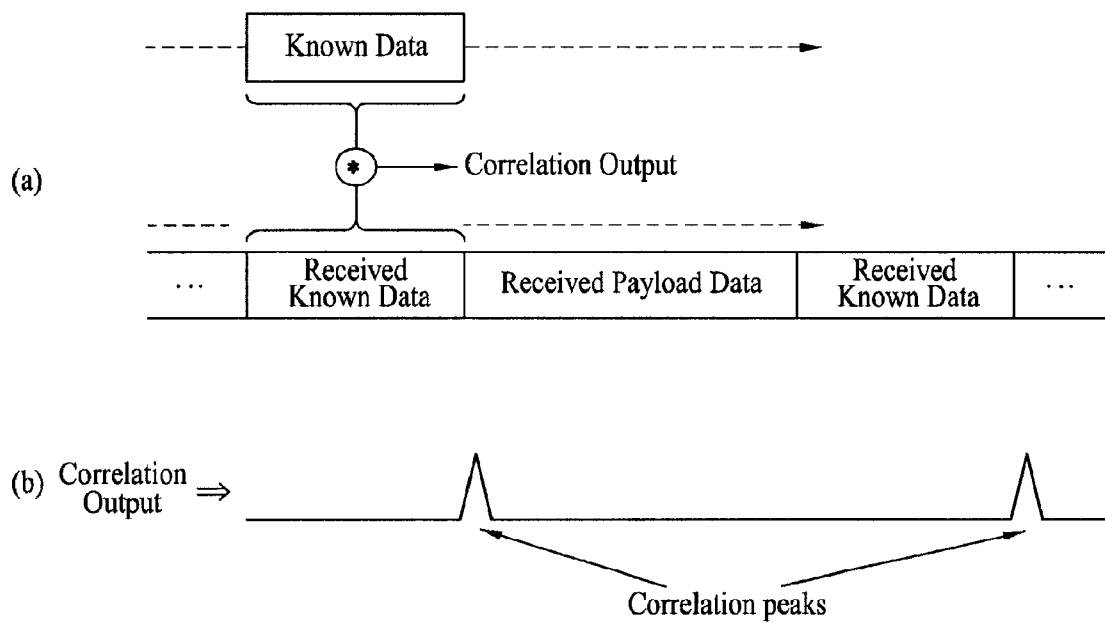 Known Data
*
Correlation Output
(a)
...
Received
Known Data
Received Payload Data
Received
Known Data
...
(b)
Correlation
Output
⇒
Correlation peaks